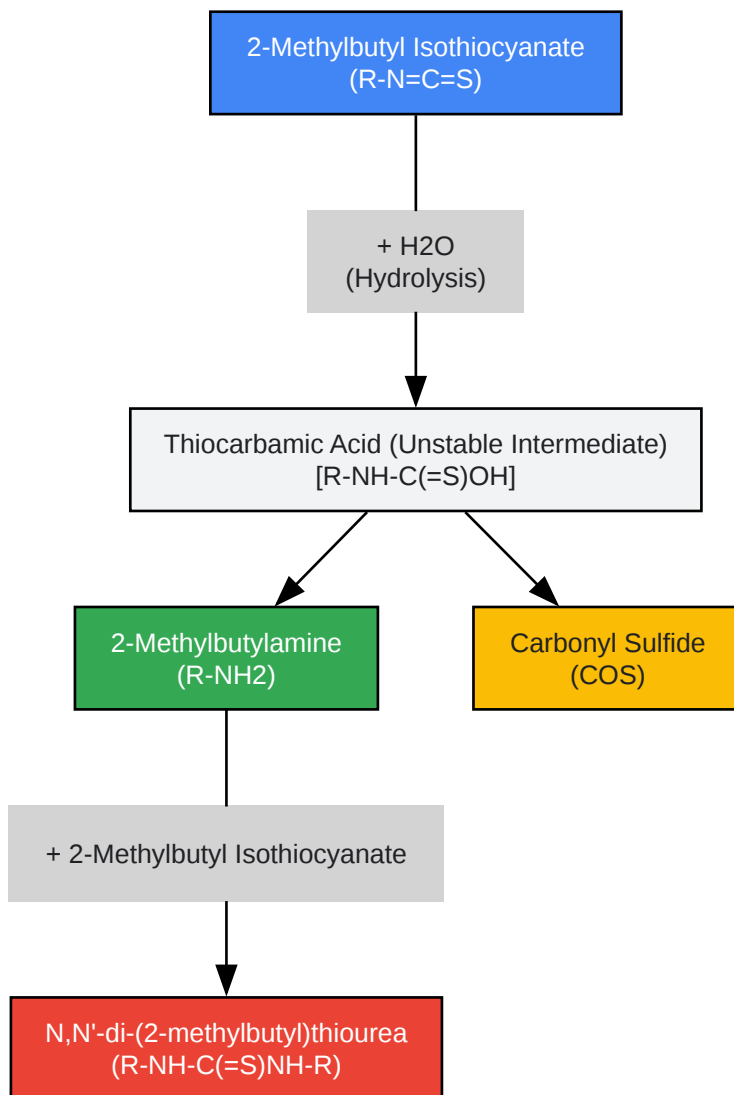 2-Methylbutyl Isothiocyanate
(R-N=C=S)
+ H2O
(Hydrolysis)
Thiocarbamic Acid (Unstable Intermediate)
[R-NH-C(=S)OH]
2-Methylbutylamine
(R-NH2)
Carbonyl Sulfide
(COS)
+ 2-Methylbutyl Isothiocyanate
N,N'-di-(2-methylbutyl)thiourea
(R-NH-C(=S)NH-R)